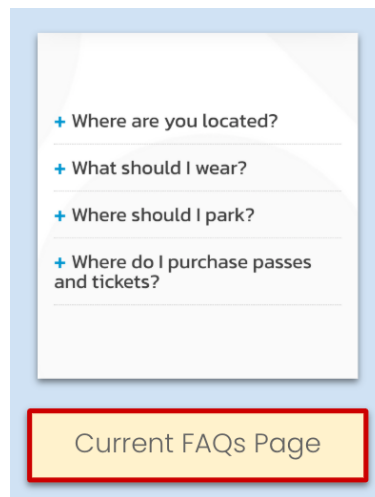 + Where are you located?
+ What should I wear?
+ Where should I park?
+ Where do I purchase passes
and tickets?
Current FAQs Page